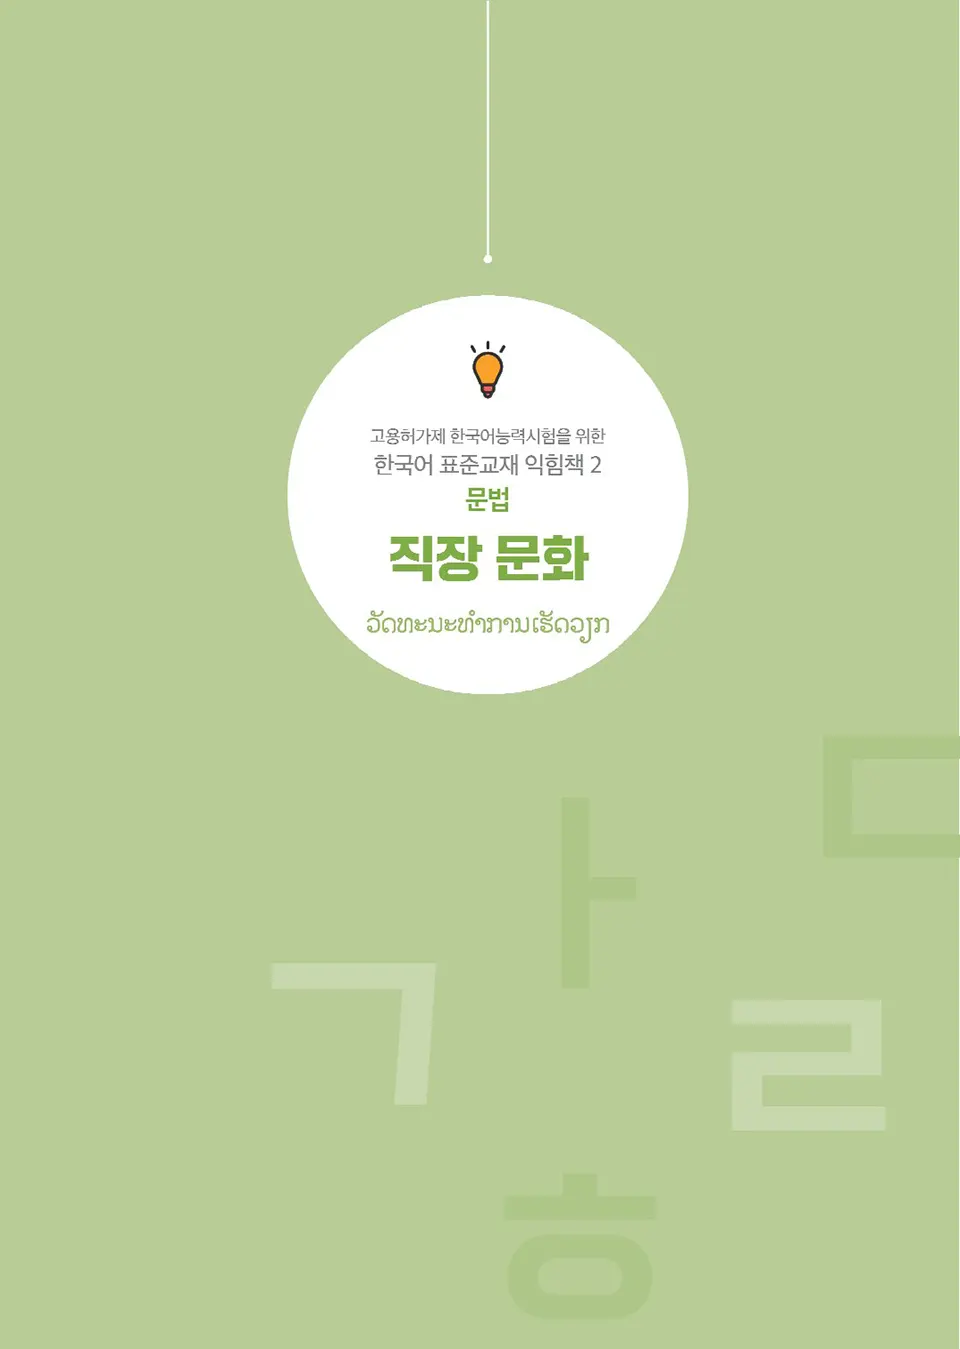 고용허가제 한국어능력시험을 위한
한국어 표준교재 익힘책 2
문법
직장 문화
ວັດທະນະທຳການເຮັດວຽກ
ㅁ
ㅏ
ㄱ
ㄹ
ㅎ